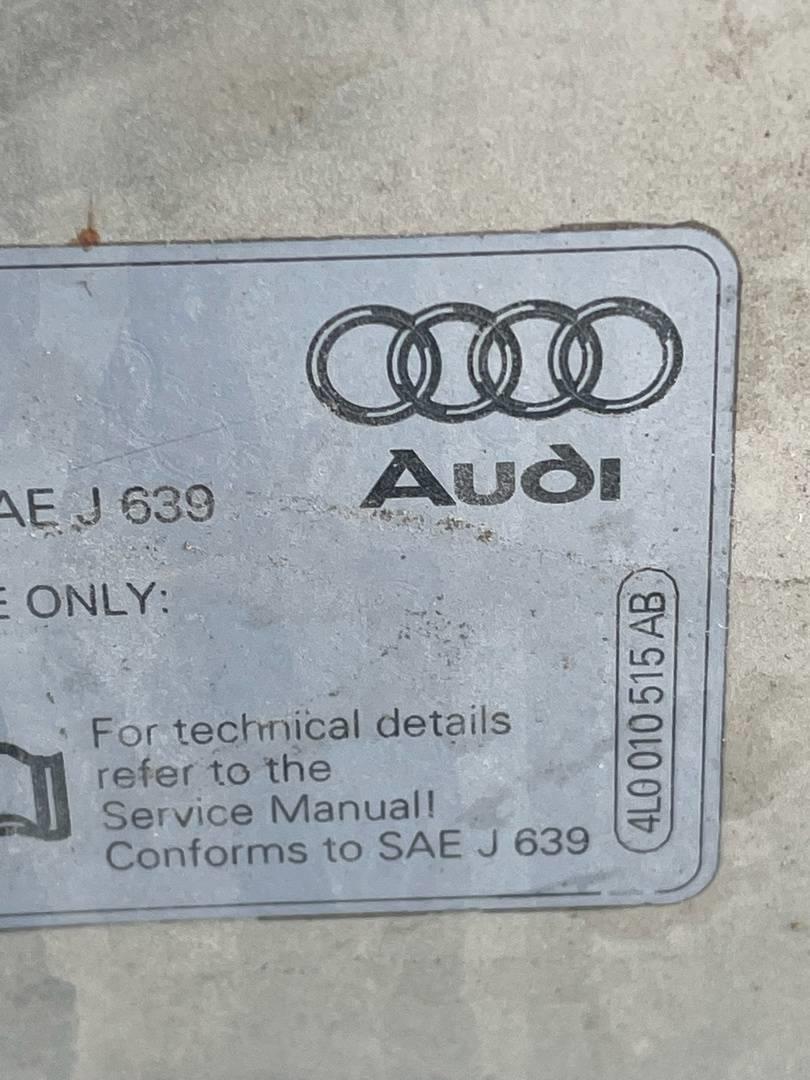 Audi
AE J 639
E ONLY:
For technical details
refer to the
Service Manual!
Conforms to SAE J 639
4L0 010 515 AB